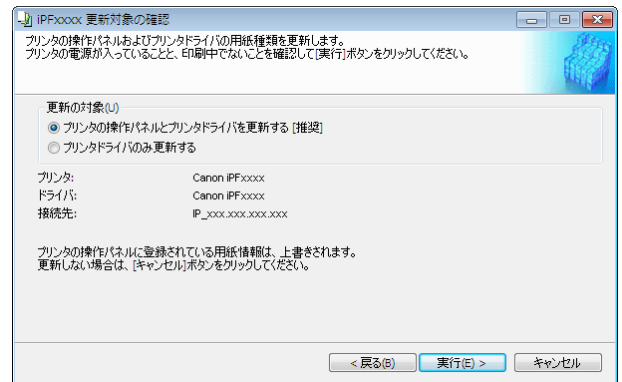 iPFxxxx 更新対象の確認
プリンタの操作パネルおよびプリンタドライバの用紙種類を更新します。
プリンタの電源が入っていることと、印刷中でないことを確認して[実行]ボタンをクリックしてください。
更新の対象(U)
プリンタの操作パネルとプリンタドライバを更新する [推奨]
プリンタドライバのみ更新する
プリンタ: Canon iPFxxxx
ドライバ: Canon iPFxxxx
接続先: IP_xxx.xxx.xxx.xxx
プリンタの操作パネルに登録されている用紙情報は、上書きされます。
更新しない場合は、[キャンセル]ボタンをクリックしてください。
< 戻る(B) 実行(E) > キャンセル